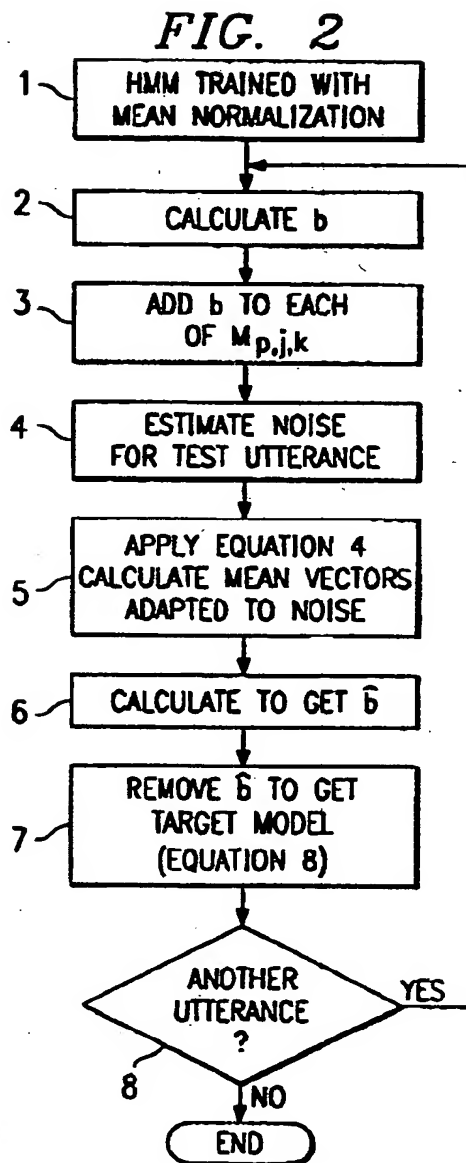 FIG. 2
1
HMM TRAINED WITH
MEAN NORMALIZATION
2
CALCULATE b
3
ADD b TO EACH
OF M p,j,k
4
ESTIMATE NOISE
FOR TEST UTTERANCE
5
APPLY EQUATION 4
CALCULATE MEAN VECTORS
ADAPTED TO NOISE
6
CALCULATE TO GET b̂
7
REMOVE b̂ TO GET
TARGET MODEL
(EQUATION 8)
8
ANOTHER
UTTERANCE
?
YES
NO
END